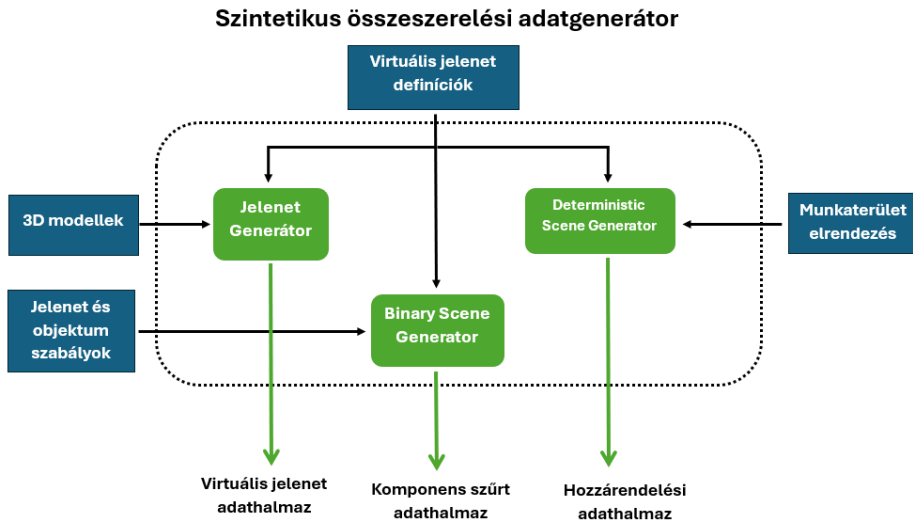 Szintetikus összeszerelési adatgenerátor
Virtuális jelenet
definíciók
3D modellek
Jelenet
Generátor
Deterministic
Scene Generator
Munkaterület
elrendezés
Jelenet és
objektum
szabályok
Binary Scene
Generator
Virtuális jelenet
adathalmaz
Komponens szűrt
adathalmaz
Hozzárendelési
adathalmaz